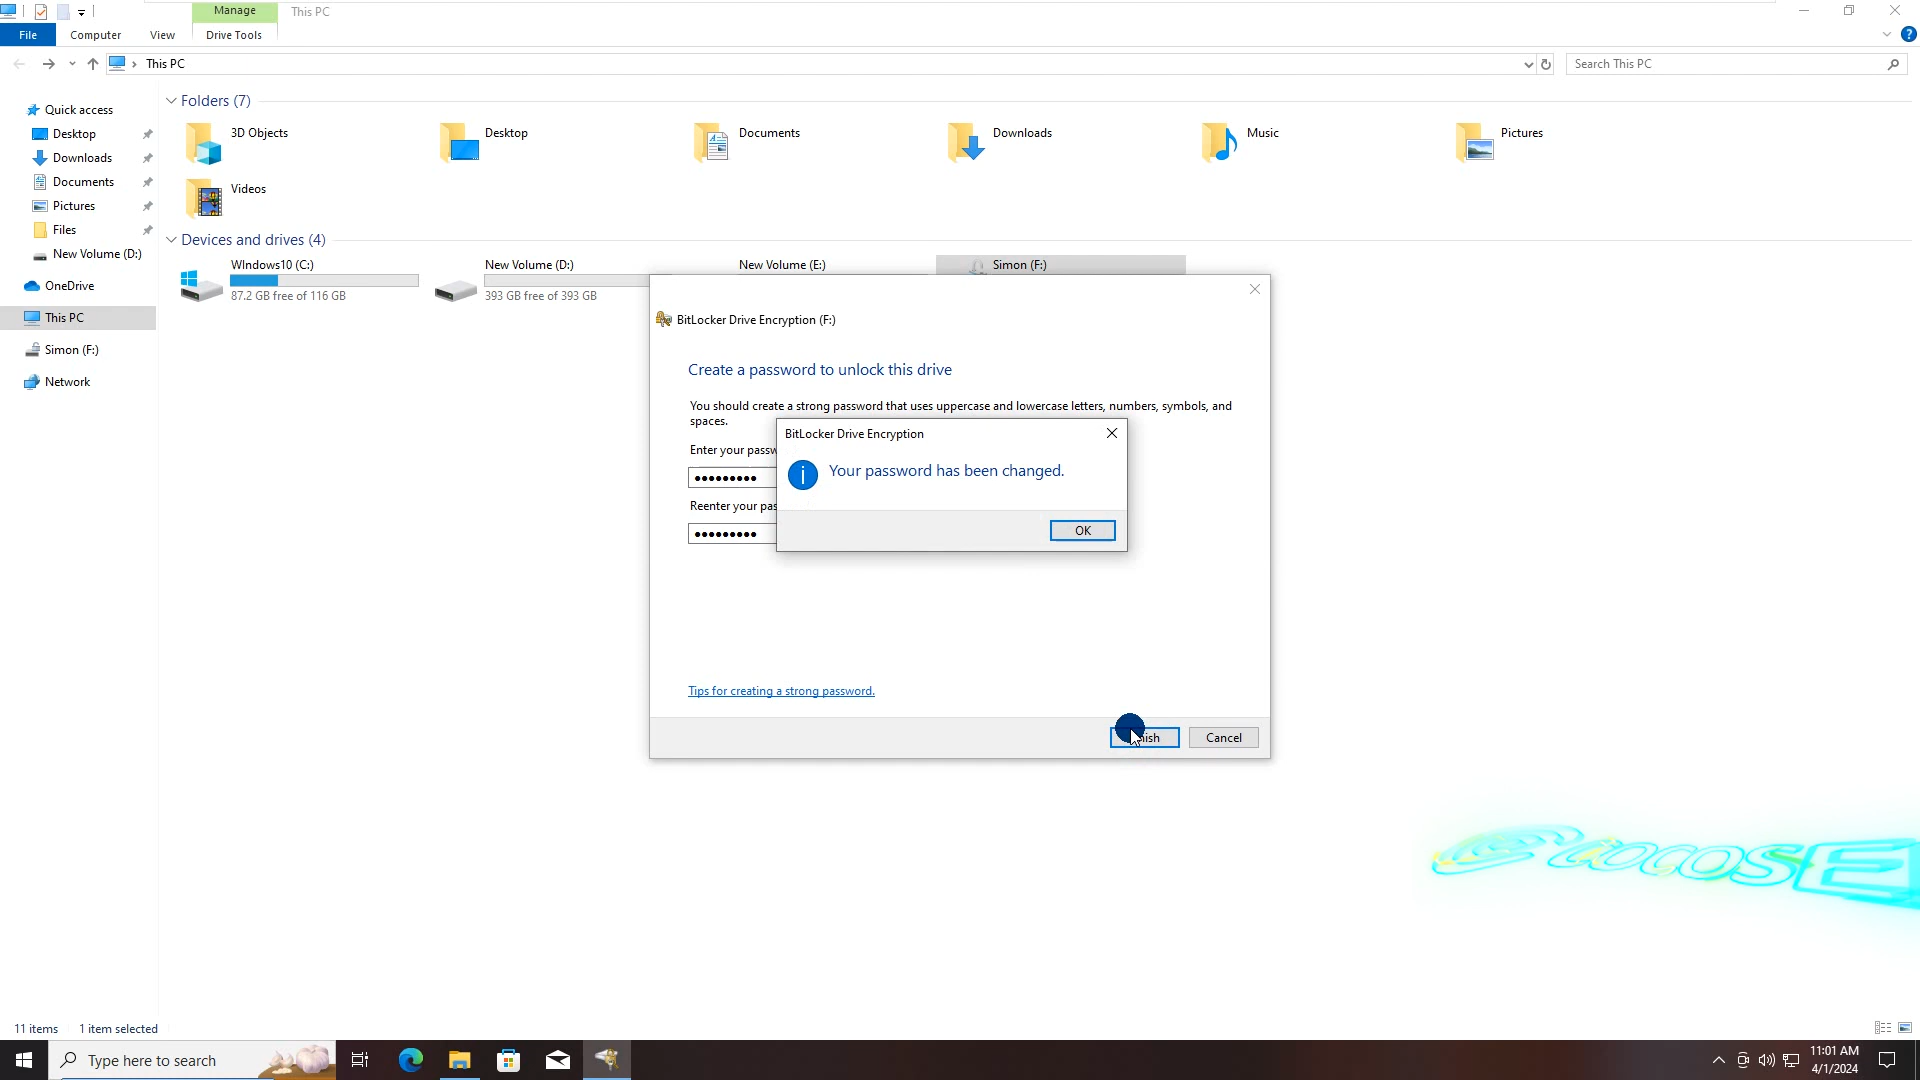 Manage
This PC
File
Computer
View
Drive Tools
This PC
Search This PC
Quick access
Desktop
Downloads
Documents
Pictures
Files
New Volume (D:)
OneDrive
This PC
Simon (F:)
Network
Folders (7)
3D Objects
Desktop
Documents
Downloads
Music
Pictures
Videos
Devices and drives (4)
WIndows10 (C:)
87.2 GB free of 116 GB
New Volume (D:)
393 GB free of 393 GB
New Volume (E:)
Simon (F:)
BitLocker Drive Encryption (F:)
Create a password to unlock this drive
You should create a strong password that uses uppercase and lowercase letters, numbers, symbols, and
spaces.
Enter your passw
Reenter your pas
BitLocker Drive Encryption
Your password has been changed.
OK
Tips for creating a strong password.
Cancel
11 items
1 item selected
Type here to search
11:01 AM
4/1/2024